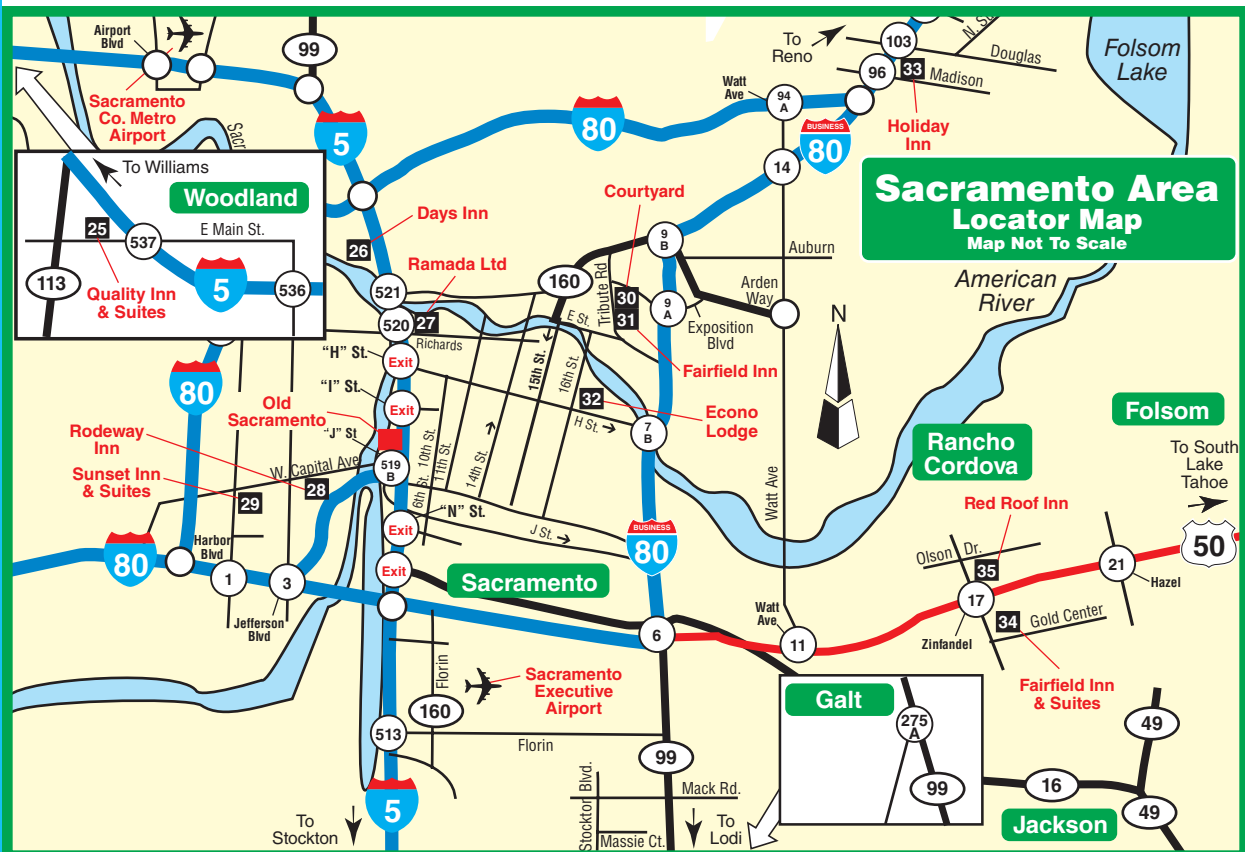 Airport
Blvd
99
To
Reno
103
N. S
Douglas
Folsom
Lake
96
33
Madison
Watt
Ave
94
A
Sacramento
Co. Metro
Airport
Sacr
5
80
BUSINESS
80
Holiday
Inn
14
To Williams
Woodland
25
537
E Main St.
113
Quality Inn
& Suites
5
536
Sacramento Area
Locator Map
Map Not To Scale
Courtyard
Days Inn
26
9
B
Auburn
Ramada Ltd
160
Tribute Rd
30
31
9
A
Arden
Way
Exposition
Blvd
American
River
N
521
520
27
Richards
E St.
"H" St.
Exit
15th St.
16th St.
Fairfield Inn
"I" St.
Exit
32
Econo
Lodge
H St.
7
B
80
Old
Sacramento
"J" St
Rodeway
Inn
W. Capital Ave
519
B
6th St.
10th St.
11th St.
14th St.
Sunset Inn
& Suites
29
28
"N" St.
Exit
J St.
Watt Ave
Folsom
Rancho
Cordova
To South
Lake
Tahoe
50
Red Roof Inn
Olson Dr.
35
21
Hazel
17
Zinfandel
34
Gold Center
Fairfield Inn
& Suites
80
Harbor
Blvd
1
3
Jefferson
Blvd
Exit
Sacramento
BUSINESS
80
6
Watt
Ave
11
Florin
160
Sacramento
Executive
Airport
513
Florin
99
5
To
Stockton
Stockton Blvd.
Mack Rd.
Massie Ct.
To
Lodi
Galt
275
A
99
16
49
49
Jackson